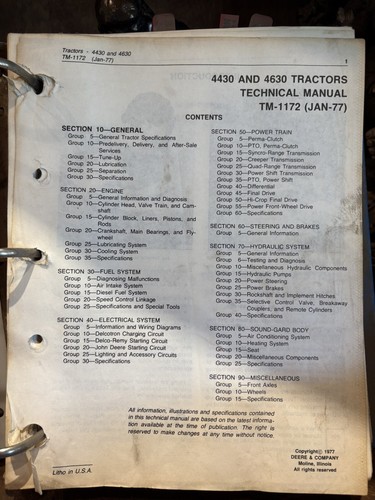 Tractors - 4430 and 4630
TM-1172 (Jan-77)
1
4430 AND 4630 TRACTORS
TECHNICAL MANUAL
TM-1172 (JAN-77)
CONTENTS
SECTION 10—GENERAL
Group 5—General Tractor Specifications
Group 10—Predelivery, Delivery, and After-Sale
Services
Group 15—Tune-Up
Group 20—Lubrication
Group 25—Separation
Group 30—Specifications
SECTION 20—ENGINE
Group 5—General Information and Diagnosis
Group 10—Cylinder Head, Valve Train, and Cam-
shaft
Group 15—Cylinder Block, Liners, Pistons, and
Rods
Group 20—Crankshaft, Main Bearings, and Fly-
wheel
Group 25—Lubricating System
Group 30—Cooling System
Group 35—Specifications
SECTION 30—FUEL SYSTEM
Group 5—Diagnosing Malfunctions
Group 10—Air Intake System
Group 15—Diesel Fuel System
Group 20—Speed Control Linkage
Group 25—Specifications and Special Tools
SECTION 40—ELECTRICAL SYSTEM
Group 5—Information and Wiring Diagrams
Group 10—Delcotron Charging Circuit
Group 15—Delco-Remy Starting Circuit
Group 20—John Deere Starting Circuit
Group 25—Lighting and Accessory Circuits
Group 30—Specifications
SECTION 50—POWER TRAIN
Group 5—Perma-Clutch
Group 10—PTO, Perma-Clutch
Group 15—Syncro-Range Transmission
Group 20—Creeper Transmission
Group 25—Quad-Range Transmission
Group 30—Power Shift Transmission
Group 35—PTO, Power Shift
Group 40—Differential
Group 45—Final Drive
Group 50—Hi-Crop Final Drive
Group 55—Power Front-Wheel Drive
Group 60—Specifications
SECTION 60—STEERING AND BRAKES
Group 5—General Information
SECTION 70—HYDRAULIC SYSTEM
Group 5—General Information
Group 6—Testing and Diagnosis
Group 10—Miscellaneous Hydraulic Components
Group 15—Hydraulic Pumps
Group 20—Power Steering
Group 25—Power Brakes
Group 30—Rockshaft and Implement Hitches
Group 35—Selective Control Valve, Breakaway
Couplers, and Remote Cylinders
Group 40—Specifications
SECTION 80—SOUND-GARD BODY
Group 5—Air Conditioning System
Group 10—Heating System
Group 15—Seat
Group 20—Miscellaneous Components
Group 25—Specifications
SECTION 90—MISCELLANEOUS
Group 5—Front Axles
Group 10—Wheels
Group 15—Specifications
All information, illustrations and specifications contained
in this technical manual are based on the latest informa-
tion available at the time of publication. The right is
reserved to make changes at any time without notice.
Litho in U.S.A.
Copyright© 1977
DEERE & COMPANY
Moline, Illinois
All rights reserved